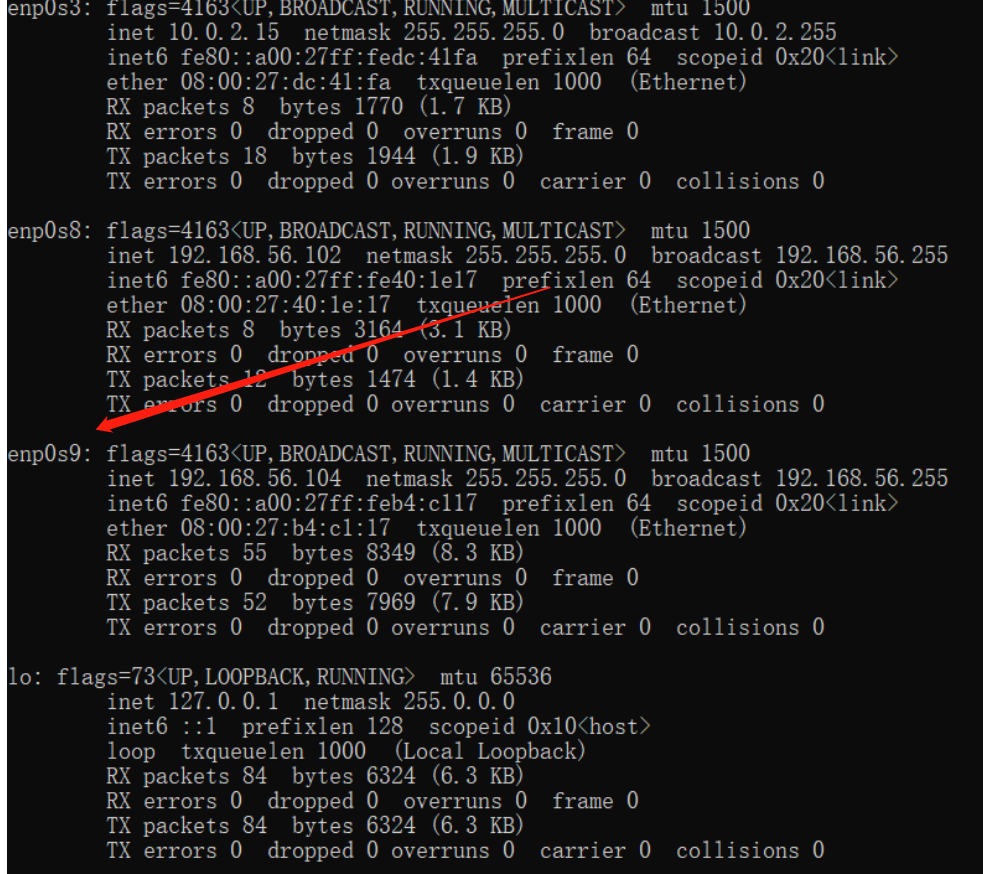 enp0s3: flags=4163<UP,BROADCAST,RUNNING,MULTICAST> mtu 1500
inet 10.0.2.15 netmask 255.255.255.0 broadcast 10.0.2.255
inet6 fe80::a00:27ff:fedc:41fa prefixlen 64 scopeid 0x20<link>
ether 08:00:27:dc:41:fa txqueuelen 1000 (Ethernet)
RX packets 8 bytes 1770 (1.7 KB)
RX errors 0 dropped 0 overruns 0 frame 0
TX packets 18 bytes 1944 (1.9 KB)
TX errors 0 dropped 0 overruns 0 carrier 0 collisions 0
enp0s8: flags=4163<UP,BROADCAST,RUNNING,MULTICAST> mtu 1500
inet 192.168.56.102 netmask 255.255.255.0 broadcast 192.168.56.255
inet6 fe80::a00:27ff:fe40:1e17 prefixlen 64 scopeid 0x20<link>
ether 08:00:27:40:1e:17 txqueuelen 1000 (Ethernet)
RX packets 8 bytes 3164 (3.1 KB)
RX errors 0 dropped 0 overruns 0 frame 0
TX packets 12 bytes 1474 (1.4 KB)
TX errors 0 dropped 0 overruns 0 carrier 0 collisions 0
enp0s9: flags=4163<UP,BROADCAST,RUNNING,MULTICAST> mtu 1500
inet 192.168.56.104 netmask 255.255.255.0 broadcast 192.168.56.255
inet6 fe80::a00:27ff:feb4:c117 prefixlen 64 scopeid 0x20<link>
ether 08:00:27:b4:c1:17 txqueuelen 1000 (Ethernet)
RX packets 55 bytes 8349 (8.3 KB)
RX errors 0 dropped 0 overruns 0 frame 0
TX packets 52 bytes 7969 (7.9 KB)
TX errors 0 dropped 0 overruns 0 carrier 0 collisions 0
lo: flags=73<UP,LOOPBACK,RUNNING> mtu 65536
inet 127.0.0.1 netmask 255.0.0.0
inet6 ::1 prefixlen 128 scopeid 0x10<host>
loop txqueuelen 1000 (Local Loopback)
RX packets 84 bytes 6324 (6.3 KB)
RX errors 0 dropped 0 overruns 0 frame 0
TX packets 84 bytes 6324 (6.3 KB)
TX errors 0 dropped 0 overruns 0 carrier 0 collisions 0